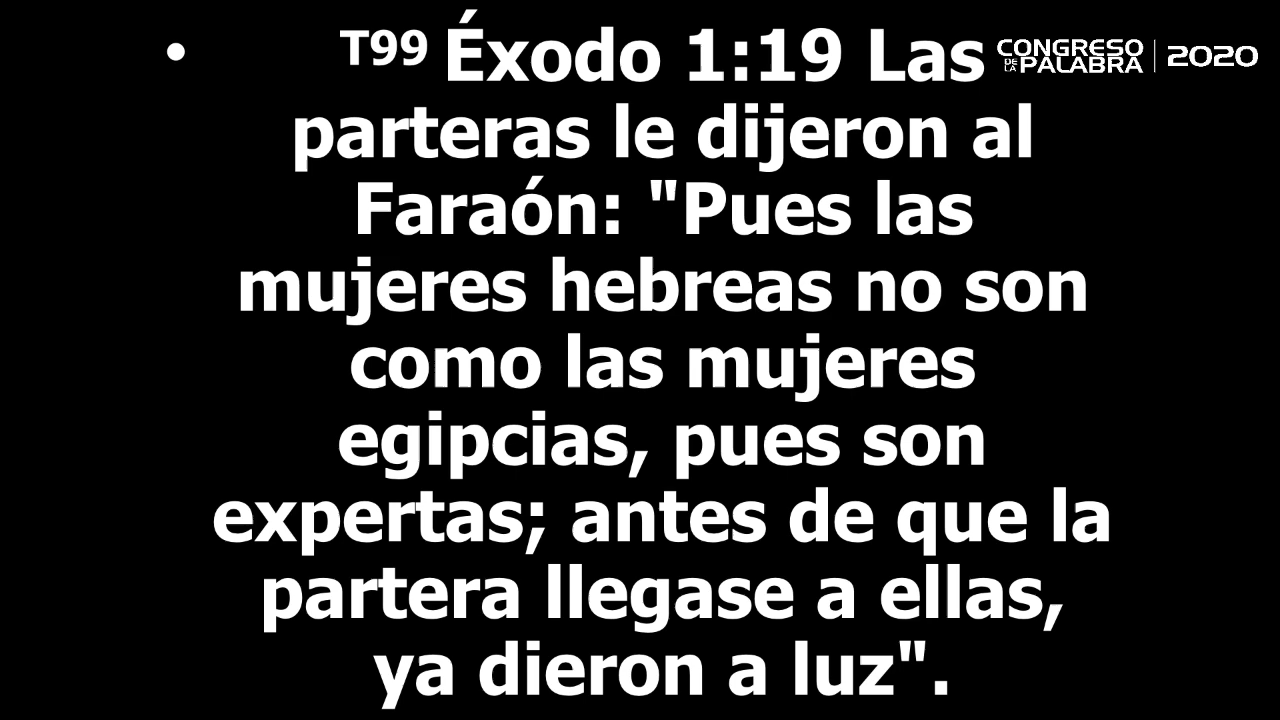 • T99 Éxodo 1:19 Las
parteras le dijeron al
Faraón: "Pues las
mujeres hebreas no son
como las mujeres
egipcias, pues son
expertas; antes de que la
partera llegase a ellas,
ya dieron a luz".
CONGRESO
DE LA PALABRA | 2020